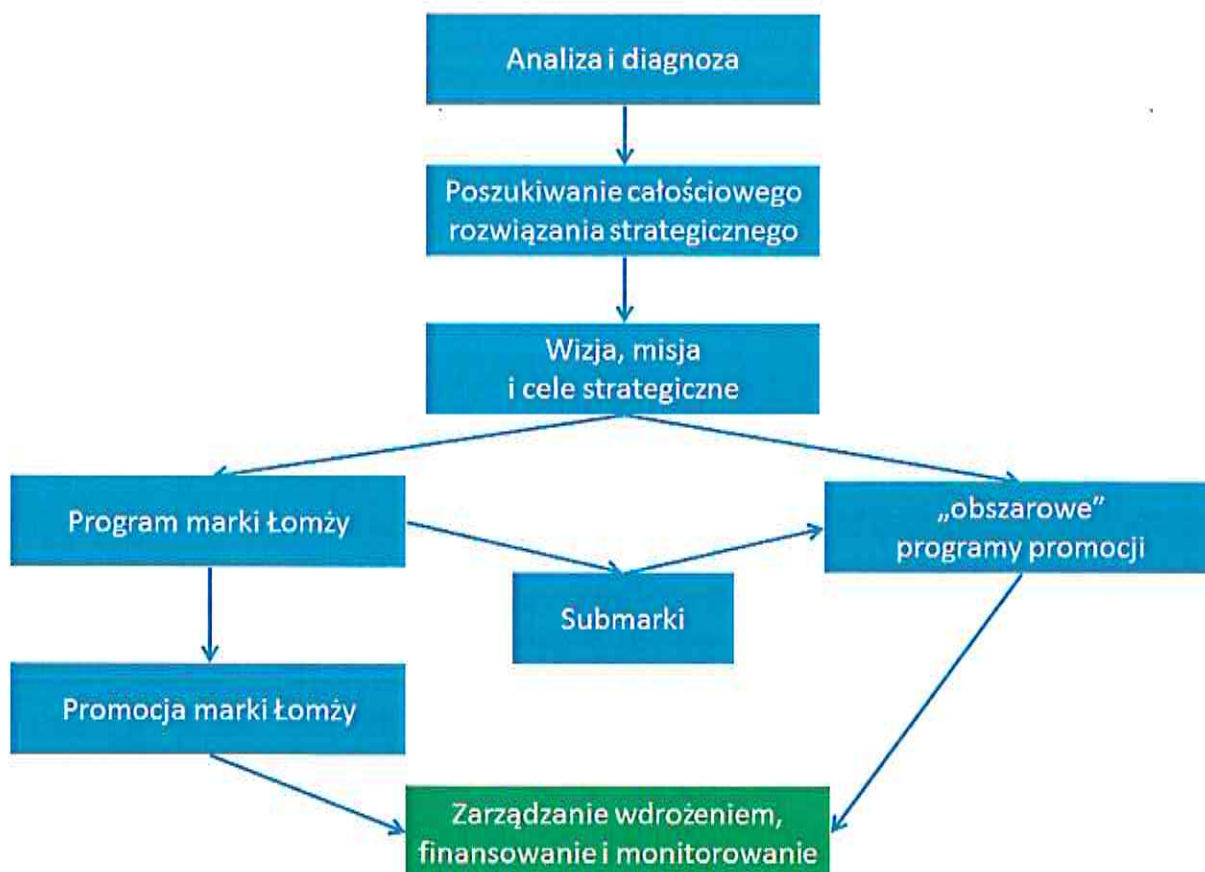 Analiza i diagnoza
Poszukiwanie całościowego
rozwiązania strategicznego
Wizja, misja
i cele strategiczne
Program marki Łomży
„obszarowe”
programy promocji
Submarki
Promocja marki Łomży
Zarządzanie wdrożeniem,
finansowanie i monitorowanie